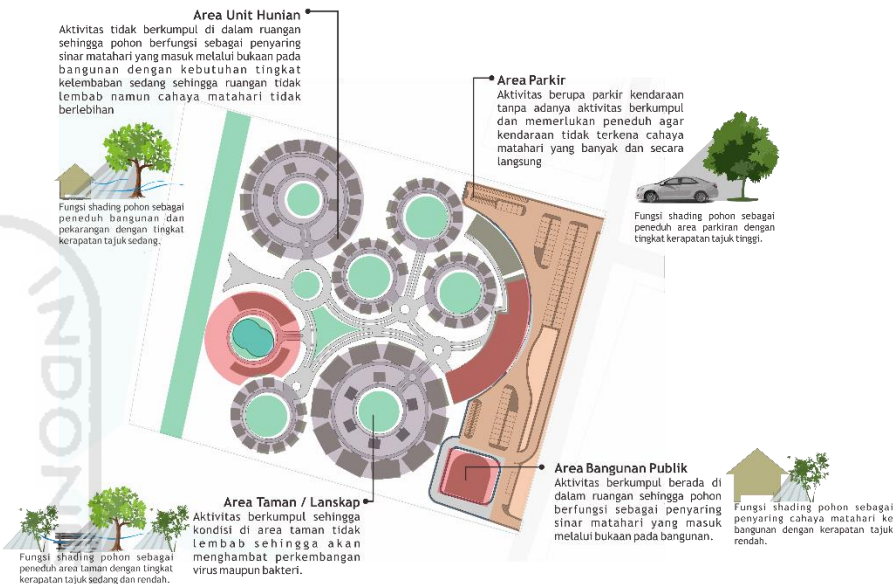 Area Unit Hunian
Aktivitas tidak berkumpul di dalam ruangan
sehingga pohon berfungsi sebagai penyaring
sinar matahari yang masuk melalui bukaan pada
bangunan dengan kebutuhan tingkat
kelembaban sedang sehingga ruangan tidak
lembab namun cahaya matahari tidak
berlebihan
Fungsi shading pohon sebagai
peneduh bangunan dan
pekarangan dengan tingkat
kerapatan tajuk sedang.
Area Parkir
Aktivitas berupa parkir kendaraan
tanpa adanya aktivitas berkumpul
dan memerlukan peneduh agar
kendaraan tidak terkena cahaya
matahari yang banyak dan secara
langsung
Fungsi shading pohon sebagai
peneduh area parkiran dengan
tingkat kerapatan tajuk tinggi.
INDON
Area Taman / Lanskap
Aktivitas berkumpul sehingga
kondisi di area taman tidak
lembab sehingga akan
menghambat perkembangan
virus maupun bakteri.
Fungsi shading pohon sebagai
peneduh area taman dengan tingkat
kerapatan tajuk sedang dan rendah.
Area Bangunan Publik
Aktivitas berkumpul berada di
dalam ruangan sehingga pohon
berfungsi sebagai penyaring
sinar matahari yang masuk
melalui bukaan pada bangunan.
Fungsi shading pohon sebagai
penyaring cahaya matahari ke
bangunan dengan kerapatan tajuk
rendah.